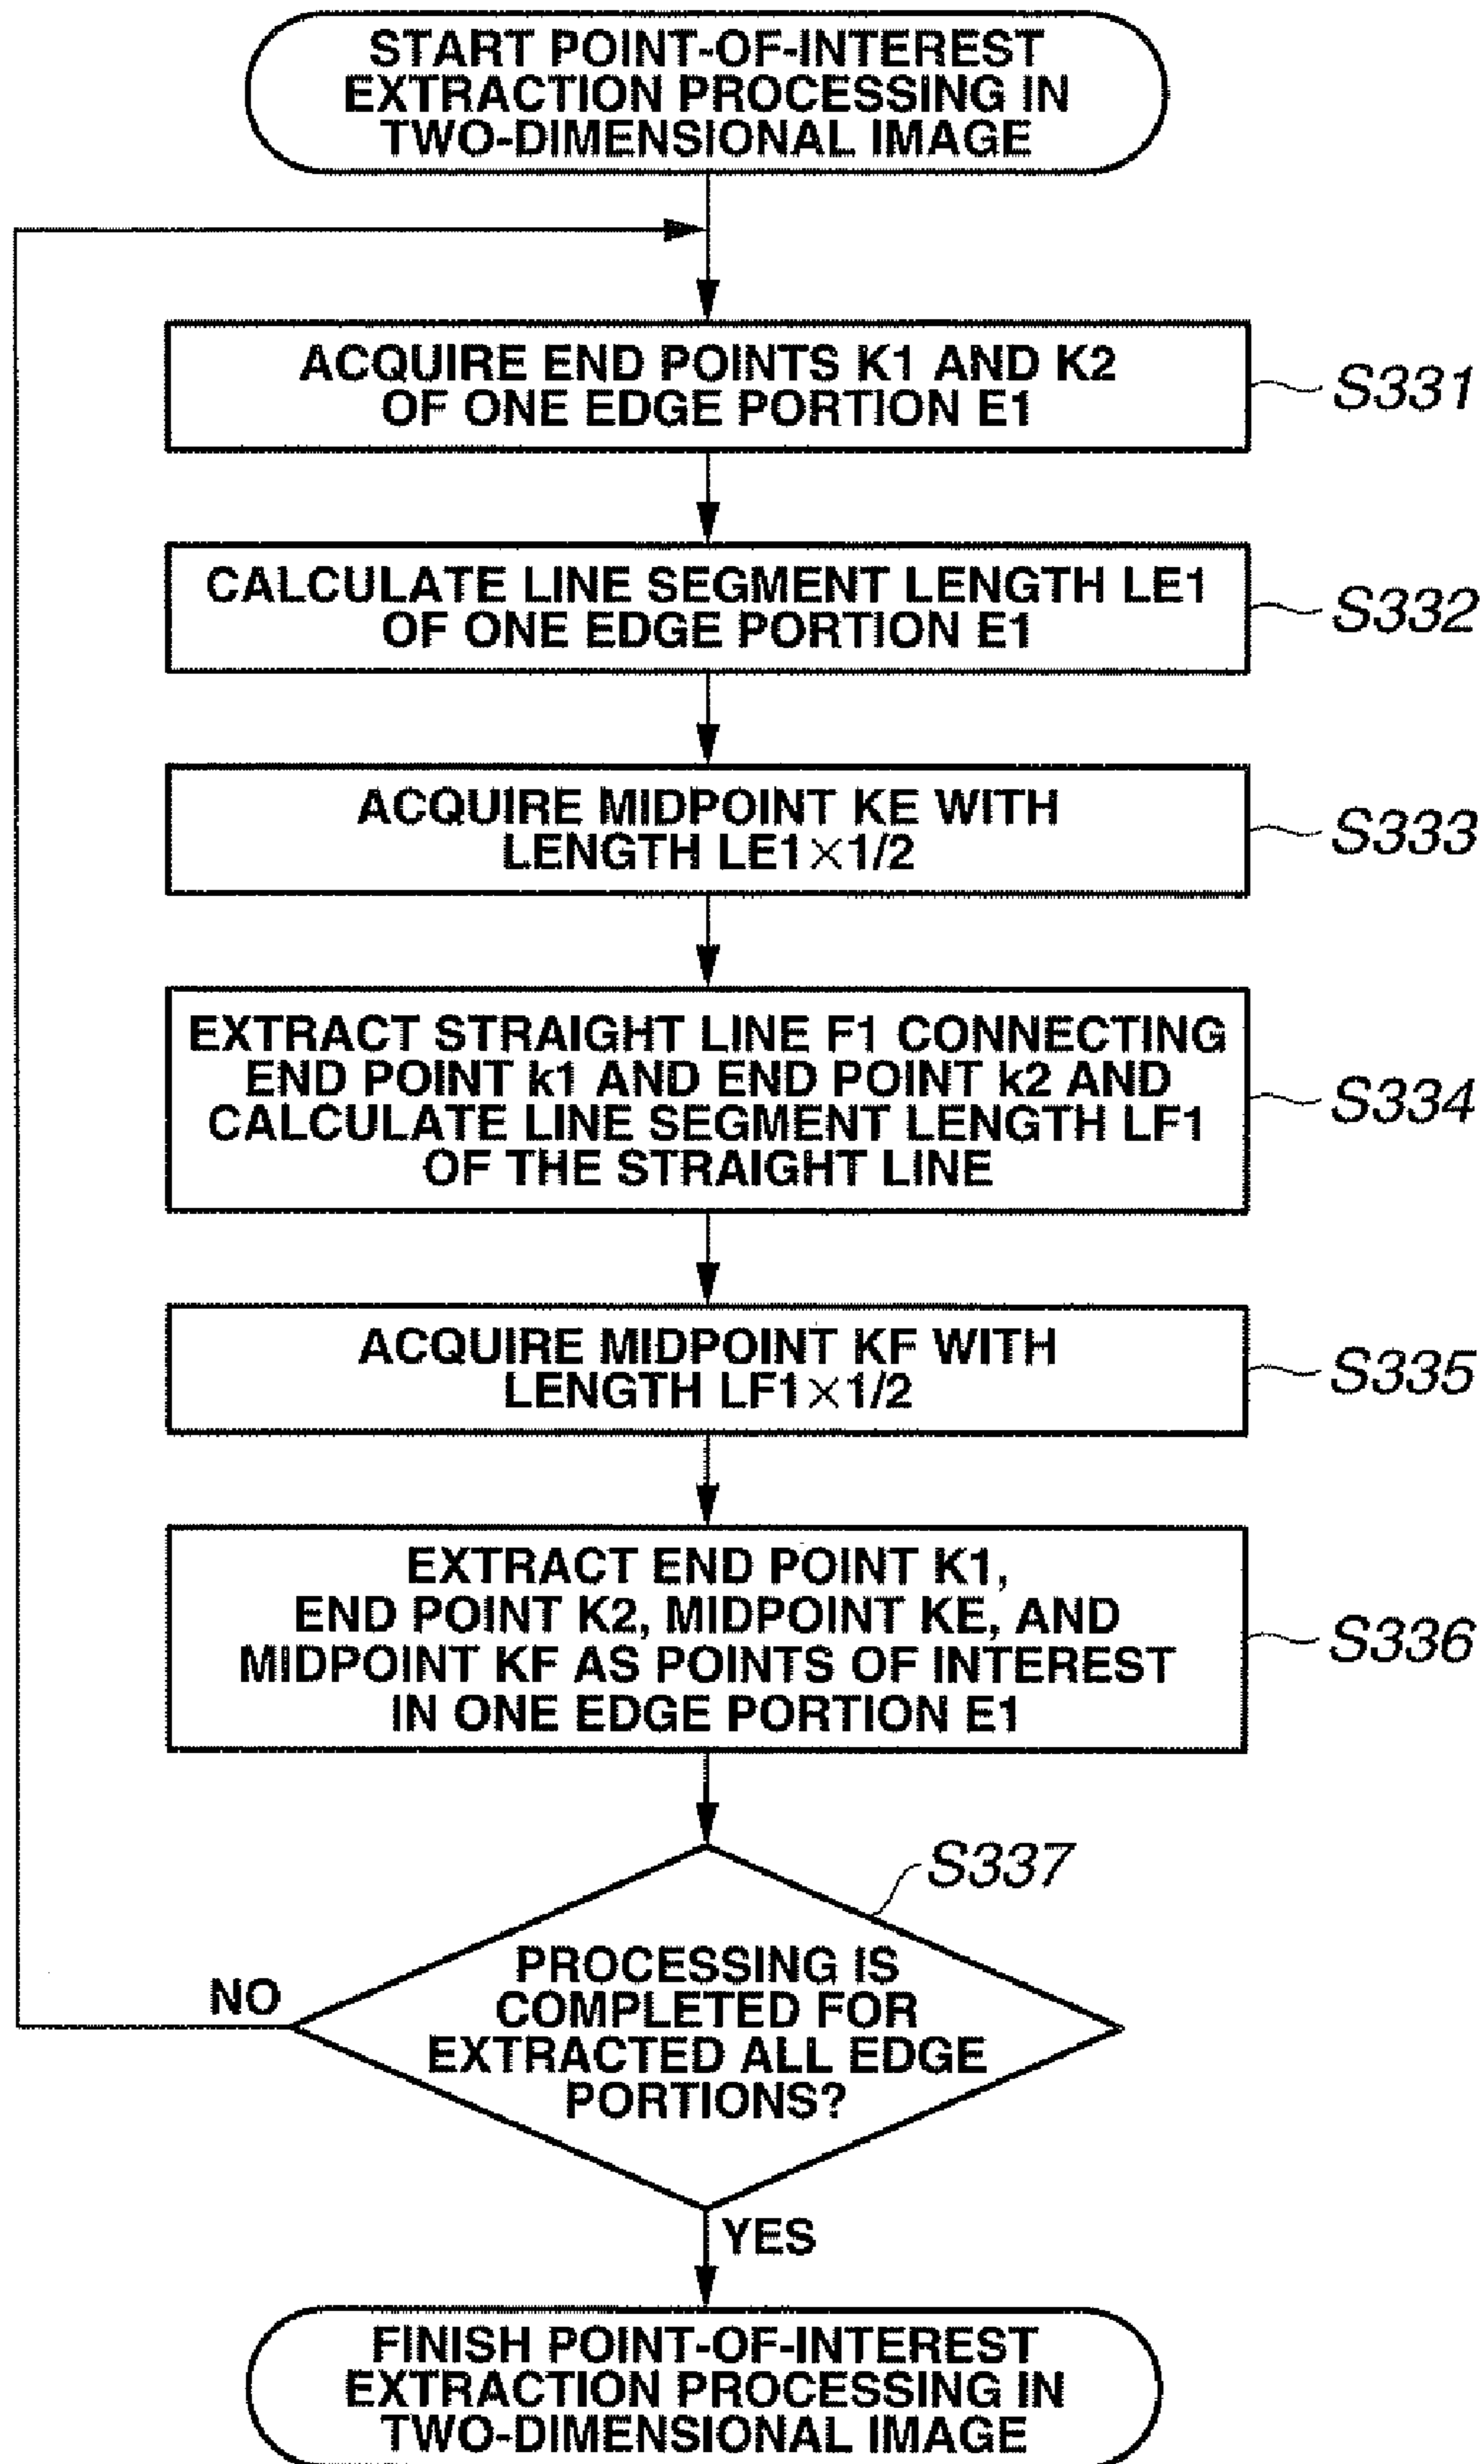 START POINT-OF-INTEREST
EXTRACTION PROCESSING IN
TWO-DIMENSIONAL IMAGE
ACQUIRE END POINTS K1 AND K2
OF ONE EDGE PORTION E1
S331
CALCULATE LINE SEGMENT LENGTH LE1
OF ONE EDGE PORTION E1
S332
ACQUIRE MIDPOINT KE WITH
LENGTH LE1×1/2
S333
EXTRACT STRAIGHT LINE F1 CONNECTING
END POINT k1 AND END POINT k2 AND
CALCULATE LINE SEGMENT LENGTH LF1
OF THE STRAIGHT LINE
S334
ACQUIRE MIDPOINT KF WITH
LENGTH LF1×1/2
S335
EXTRACT END POINT K1,
END POINT K2, MIDPOINT KE, AND
MIDPOINT KF AS POINTS OF INTEREST
IN ONE EDGE PORTION E1
S336
S337
PROCESSING IS
COMPLETED FOR
EXTRACTED ALL EDGE
PORTIONS?
NO
YES
FINISH POINT-OF-INTEREST
EXTRACTION PROCESSING IN
TWO-DIMENSIONAL IMAGE